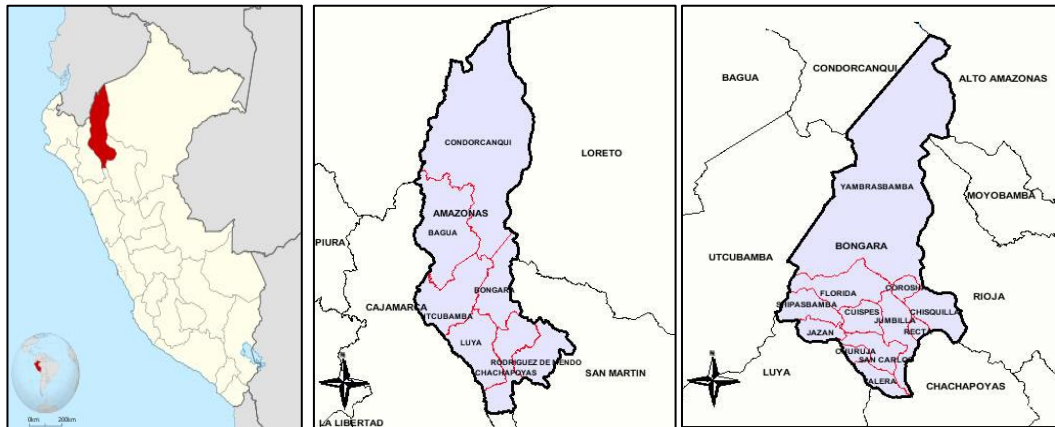 0km 200km
N
CONDORCANQUI
LORETO
AMAZONAS
BAGUA
PIURA
BONGARA
CAJAMARCA
UTCUBAMBA
LUYA
RODRIGUEZ DE MENDO
CHACHAPOYAS
SAN MARTIN
LA LIBERTAD
N
CONDORCANQUI
BAGUA
ALTO AMAZONAS
YAMBRASBAMBA
MOYOBAMBA
BONGARA
UTCUBAMBA
COROSH
RIOJA
FLORIDA
SHIPASBAMBA
CUISPES
CHISQUILLA
JUMBILLA
JAZAN
RECTA
CHURUJA
SAN CARLOS
LUYA
VALERA
CHACHAPOYAS